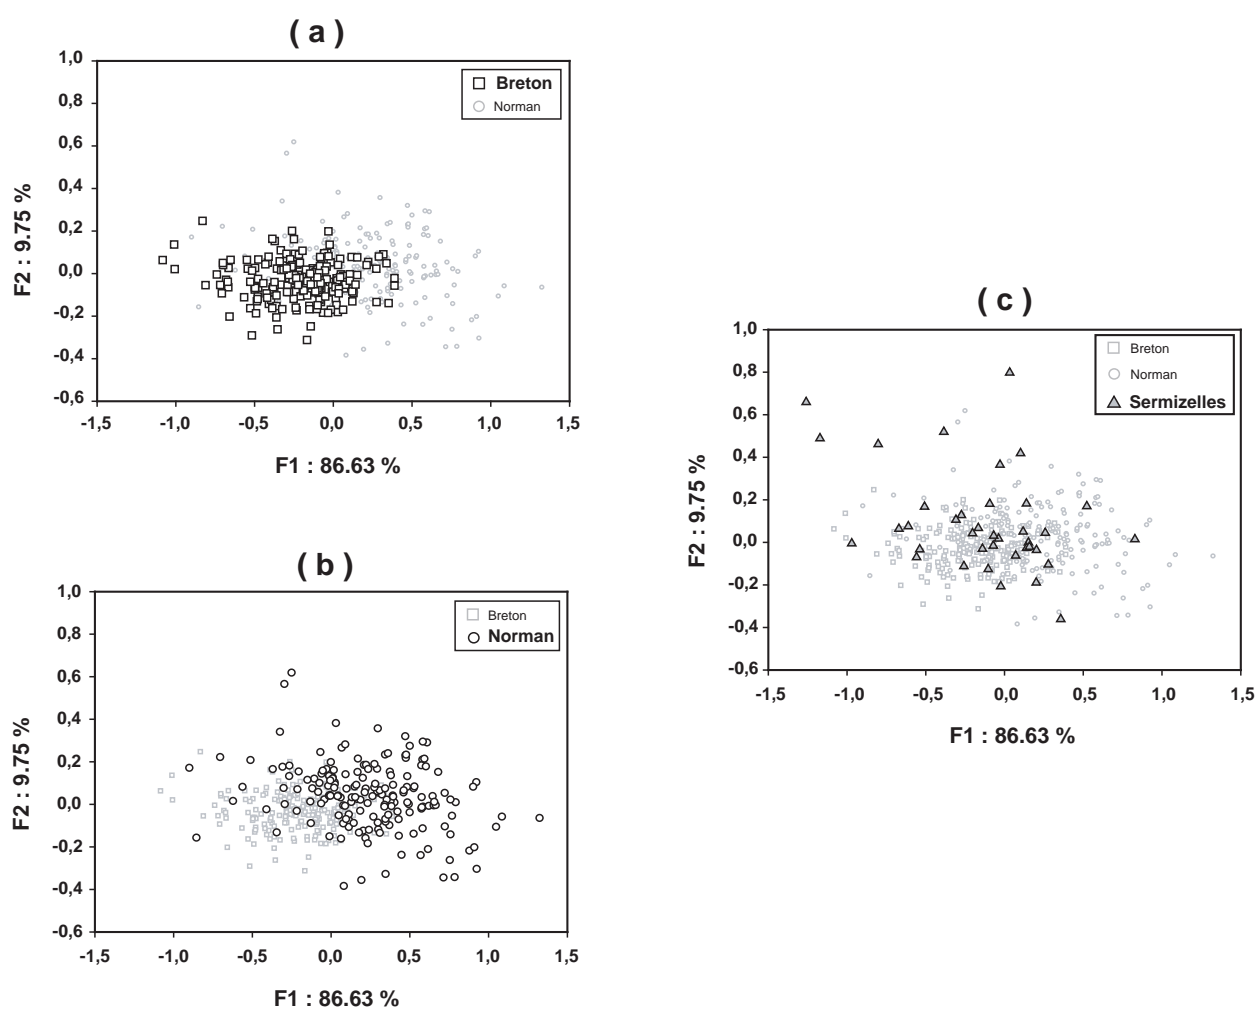 ( a )
1,0
0,8
0,6
0,4
0,2
0,0
-0,2
-0,4
-0,6
F2 : 9.75 %
-1,5 -1,0 -0,5 0,0 0,5 1,0 1,5
F1 : 86.63 %
Breton
Norman
( b )
1,0
0,8
0,6
0,4
0,2
0,0
-0,2
-0,4
-0,6
F2 : 9.75 %
-1,5 -1,0 -0,5 0,0 0,5 1,0 1,5
F1 : 86.63 %
Breton
Norman
( c )
1,0
0,8
0,6
0,4
0,2
0,0
-0,2
-0,4
-0,6
F2 : 9.75 %
-1,5 -1,0 -0,5 0,0 0,5 1,0 1,5
F1 : 86.63 %
Breton
Norman
Sermizelles